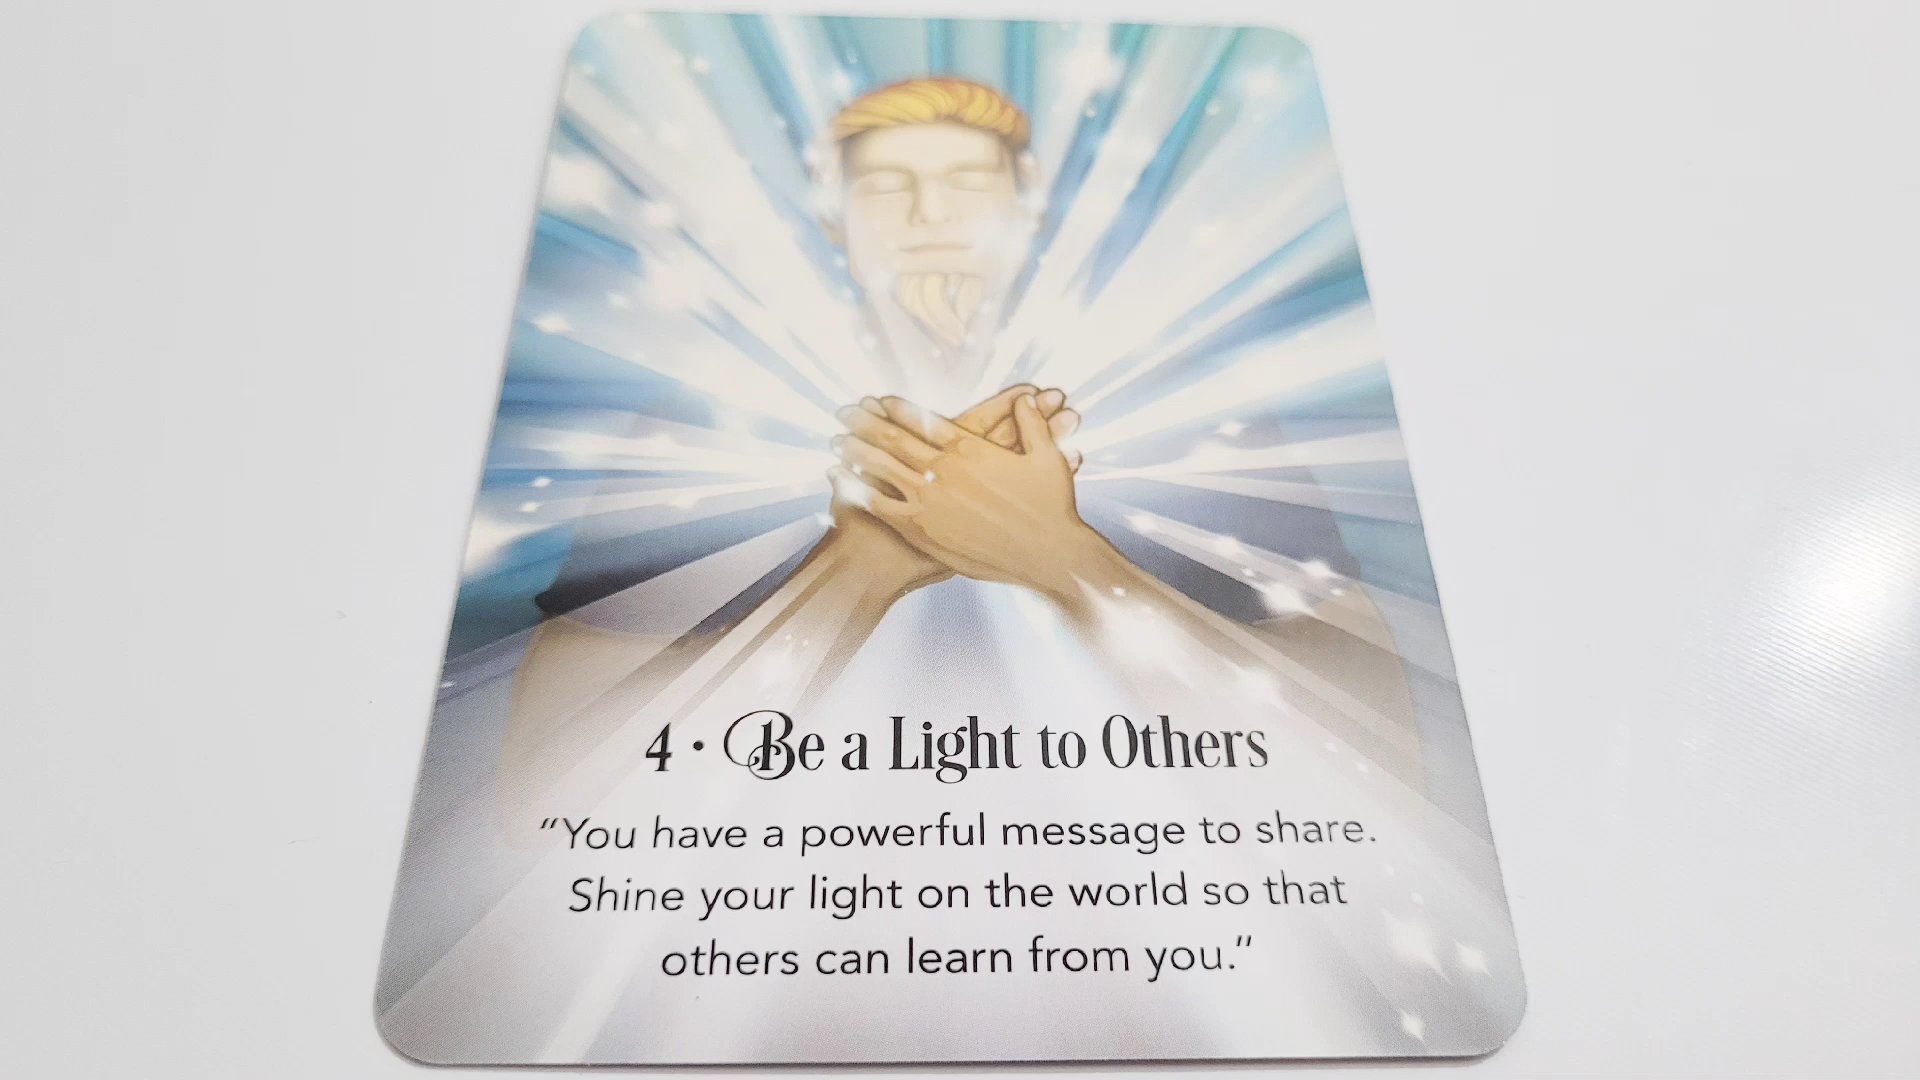 4 • Be a Light to Others
“You have a powerful message to share.
Shine your light on the world so that
others can learn from you.”